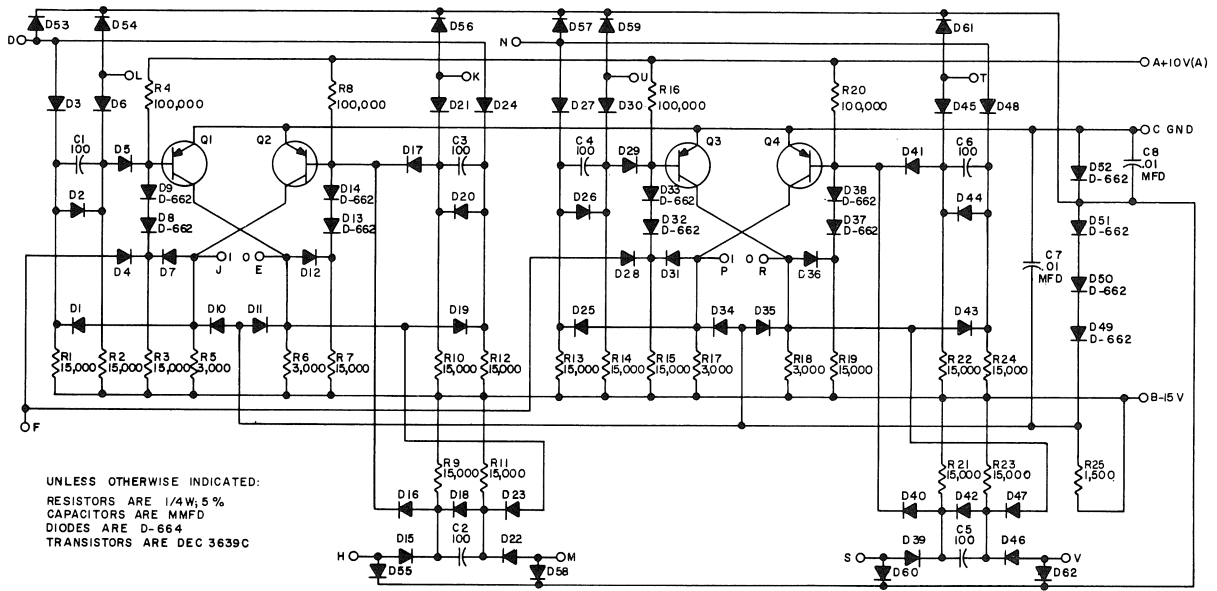 D53 D54 D56 D57 D59 D61
D N
L K U T A+10V(A)
R4 100,000 R8 100,000 R16 100,000 R20 100,000
D3 D6 D21 D24 D27 D30 D45 D48
Q1 Q2 Q3 Q4 C GND
C1 100 D5 D17 C3 100 C4 100 D29 D41 C6 100 C8 .01 MFD
D52 D-662
D9 D-662 D14 D-662 D33 D-662 D38 D-662
D2 D20 D26 D44
D8 D-662 D13 D-662 D32 D-662 D37 D-662 D51 D-662
D4 D7 1 J 0 E D12 D28 D31 1 P 0 R D36
C7 .01 MFD D50 D-662
D1 D10 D11 D19 D25 D34 D35 D43 D49 D-662
R1 15,000 R2 15,000 R3 15,000 R5 3,000 R6 3,000 R7 15,000 R10 15,000 R12 15,000 R13 15,000 R14 15,000 R15 15,000 R17 3,000 R18 3,000 R19 15,000 R22 15,000 R24 15,000
B-15V
F
R9 15,000 R11 15,000 R21 15,000 R23 15,000 R25 1,500
UNLESS OTHERWISE INDICATED:
RESISTORS ARE 1/4W; 5%
CAPACITORS ARE MMFD
DIODES ARE D-664
TRANSISTORS ARE DEC 3639C
D16 D18 D23 D40 D42 D47
H D15 C2 100 D22 M S D39 C5 100 D46 V
D55 D58 D60 D62